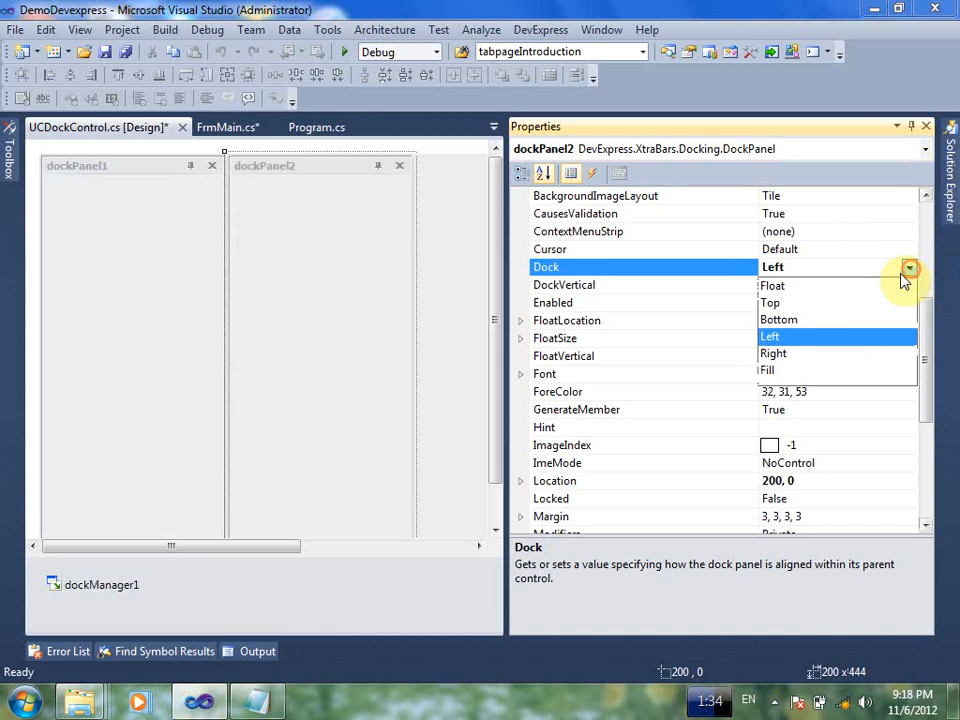 DemoDevexpress - Microsoft Visual Studio (Administrator)
File Edit View Project Build Debug Team Data Tools Architecture Test Analyze DevExpress Window Help
Debug tabpageIntroduction
UCDockControl.cs [Design]* FrmMain.cs* Program.cs
Toolbox
dockPanel1
dockPanel2
dockManager1
Properties
dockPanel2 DevExpress.XtraBars.Docking.DockPanel
BackgroundImageLayout Tile
CausesValidation True
ContextMenuStrip (none)
Cursor Default
Dock Left
DockVertical
Enabled
FloatLocation
FloatSize
FloatVertical
Font
Float
Top
Bottom
Left
Right
Fill
ForeColor 32, 31, 53
GenerateMember True
Hint
ImageIndex -1
ImeMode NoControl
Location 200, 0
Locked False
Margin 3, 3, 3, 3
Dock
Gets or sets a value specifying how the dock panel is aligned within its parent
control.
Solution Explorer
Error List Find Symbol Results Output
Ready 200 , 0 200 x 444
1:34 EN 9:18 PM
11/6/2012